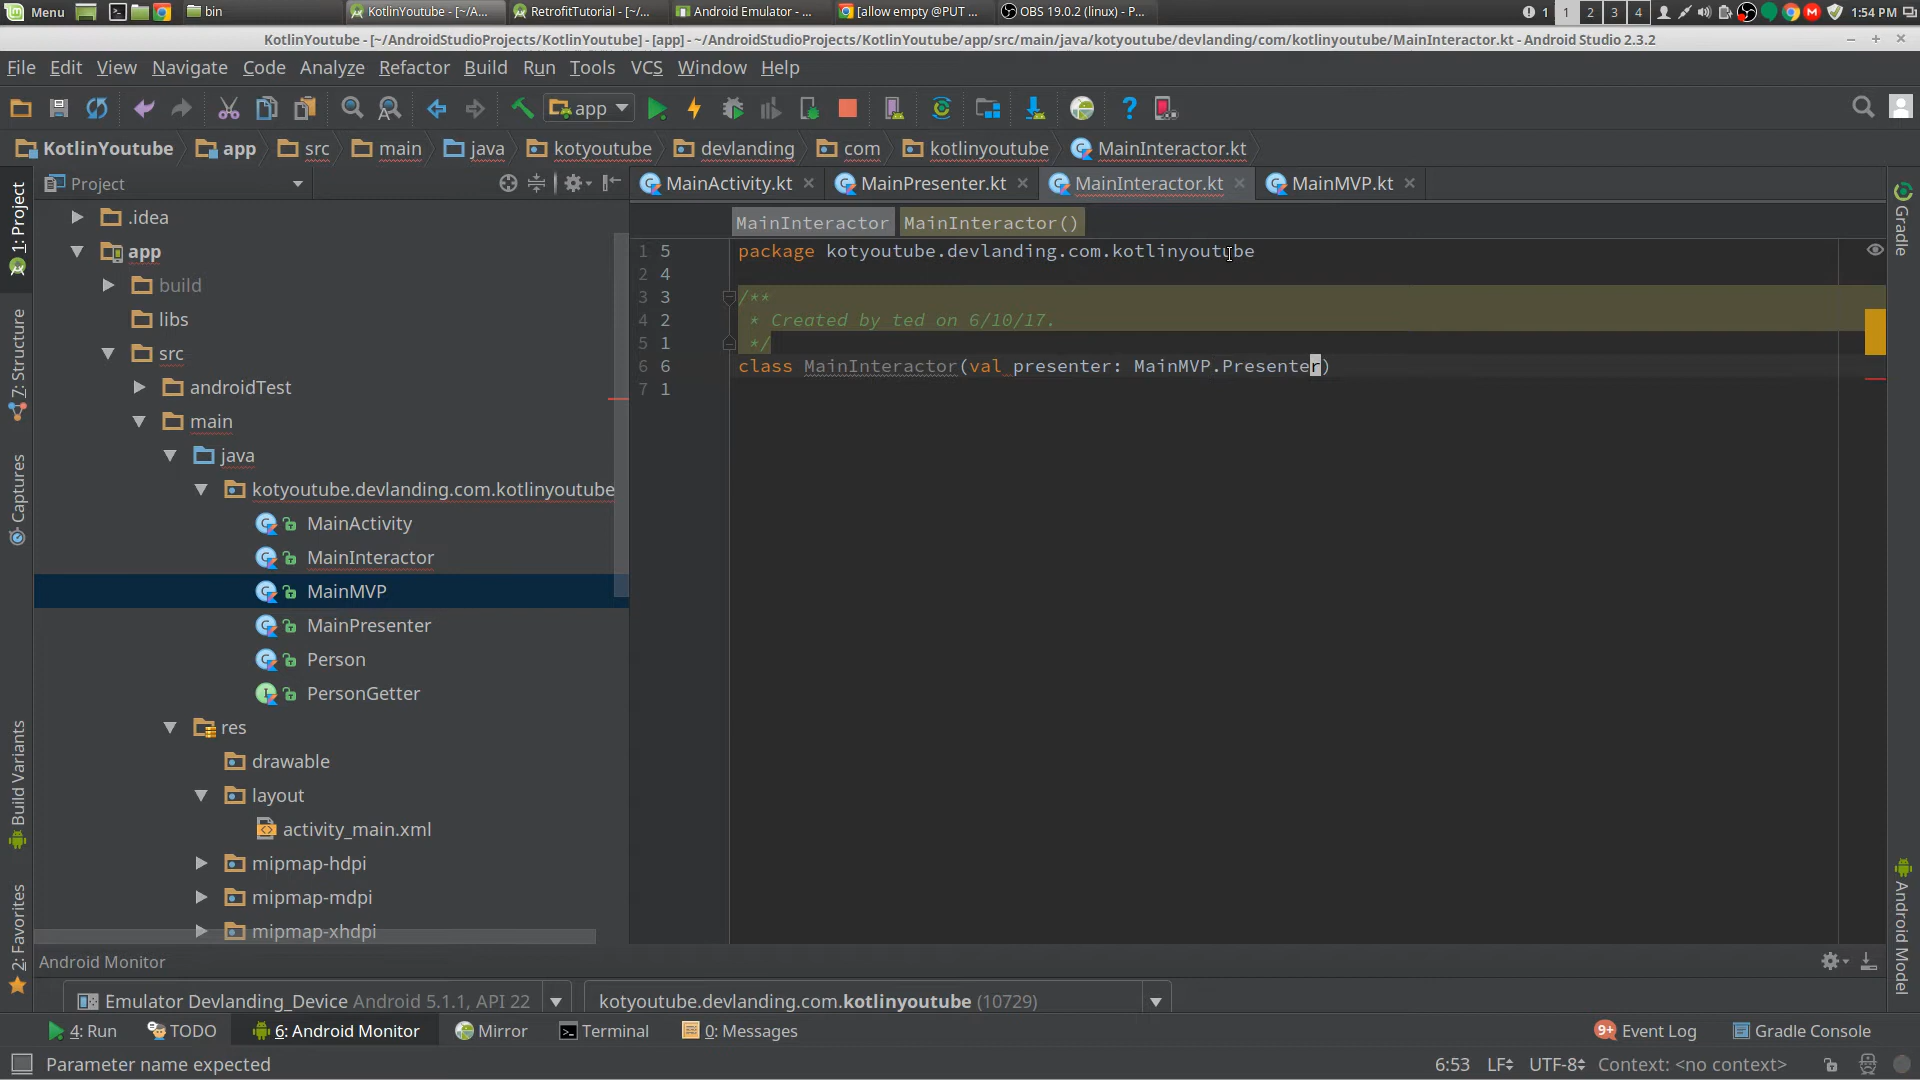 Menu
bin
KotlinYoutube - [~/A...
RetrofitTutorial - [~/...
Android Emulator - ...
[allow empty @PUT ...
OBS 19.0.2 (linux) - P...
1
1
2
3
4
1:54 PM
KotlinYoutube - [~/AndroidStudioProjects/KotlinYoutube] - [app] - ~/AndroidStudioProjects/KotlinYoutube/app/src/main/java/kotyoutube/devlanding/com/kotlinyoutube/MainInteractor.kt - Android Studio 2.3.2
File Edit View Navigate Code Analyze Refactor Build Run Tools VCS Window Help
app
KotlinYoutube app src main java kotyoutube devlanding com kotlinyoutube MainInteractor.kt
1: Project
7: Structure
Captures
Build Variants
2: Favorites
Project
.idea
app
build
libs
src
androidTest
main
java
kotyoutube.devlanding.com.kotlinyoutube
MainActivity
MainInteractor
MainMVP
MainPresenter
Person
PersonGetter
res
drawable
layout
activity_main.xml
mipmap-hdpi
mipmap-mdpi
mipmap-xhdpi
MainActivity.kt MainPresenter.kt MainInteractor.kt MainMVP.kt
MainInteractor MainInteractor()
1 5 package kotyoutube.devlanding.com.kotlinyoutube
2 4
3 3 /**
4 2 * Created by ted on 6/10/17.
5 1 */
6 6 class MainInteractor(val presenter: MainMVP.Presenter)
7 1
Gradle
Android Model
Android Monitor
Emulator Devlanding_Device Android 5.1.1, API 22
kotyoutube.devlanding.com.kotlinyoutube (10729)
4: Run TODO 6: Android Monitor Mirror Terminal 0: Messages
9+ Event Log Gradle Console
Parameter name expected
6:53 LF UTF-8 Context: <no context>